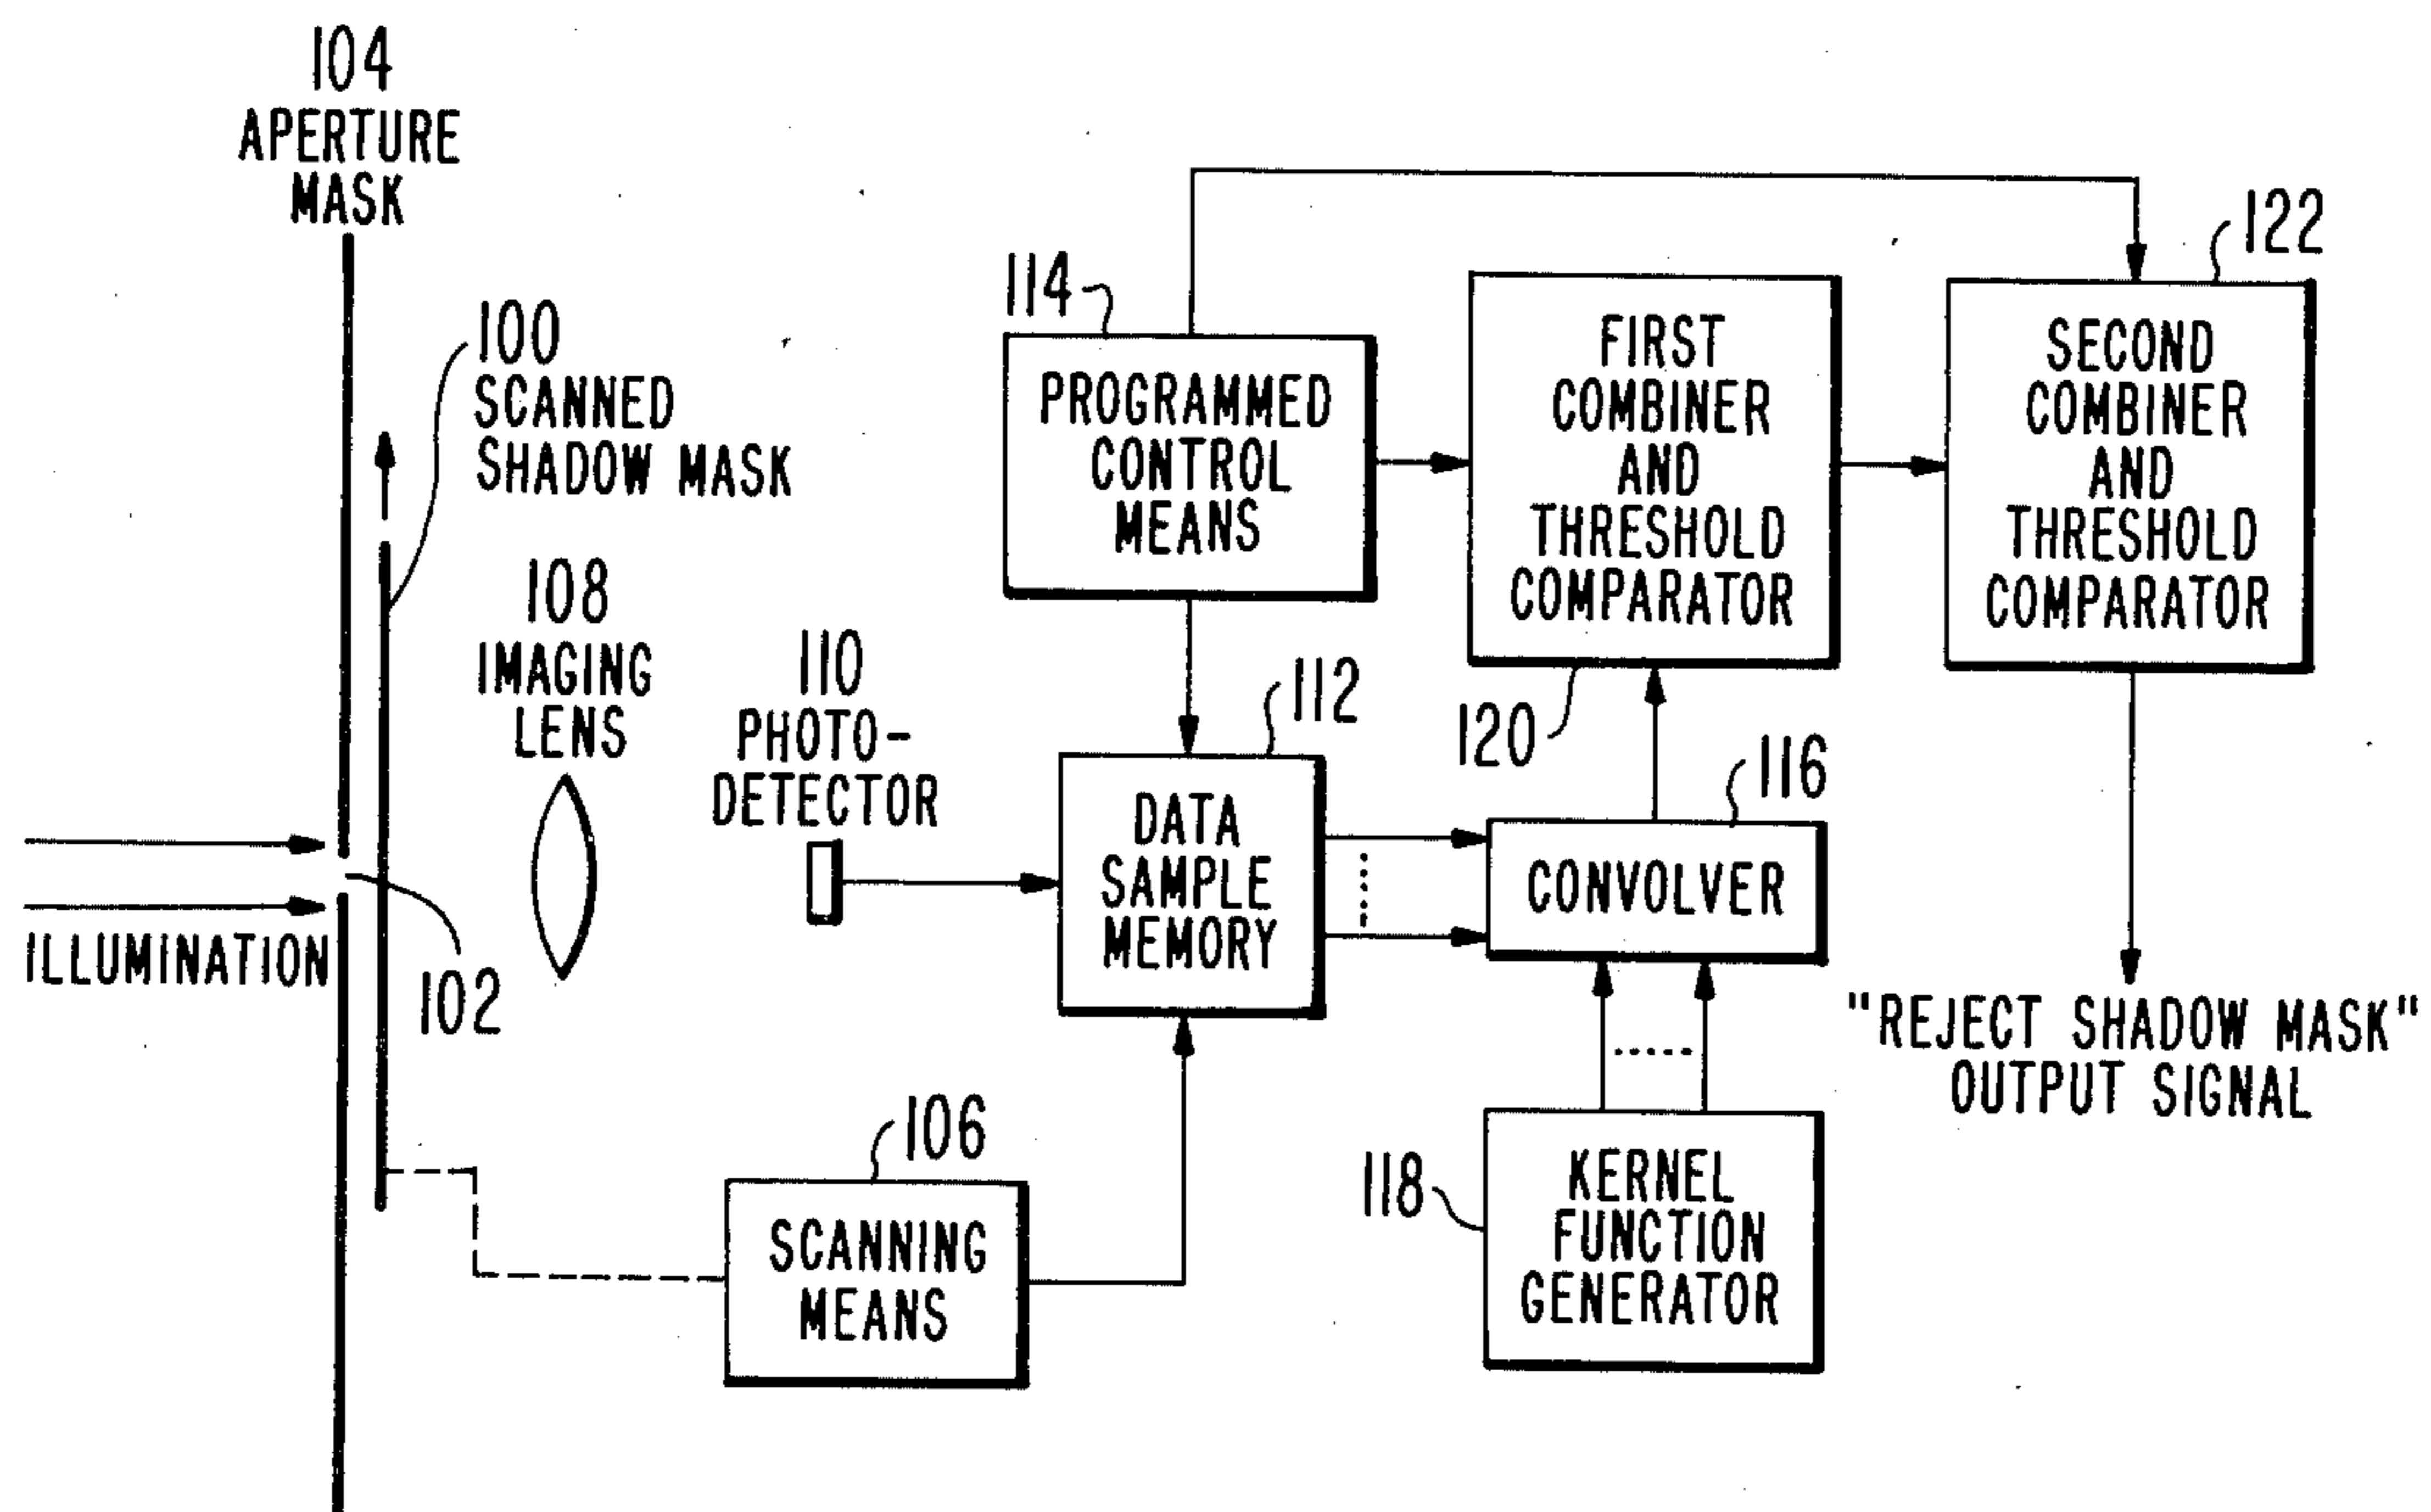 104
APERTURE
MASK
100
SCANNED
SHADOW MASK
108
IMAGING
LENS
110
PHOTO-
DETECTOR
ILLUMINATION
102
114
PROGRAMMED
CONTROL
MEANS
FIRST
COMBINER
AND
THRESHOLD
COMPARATOR
120
122
SECOND
COMBINER
AND
THRESHOLD
COMPARATOR
112
DATA
SAMPLE
MEMORY
116
CONVOLVER
106
SCANNING
MEANS
118
KERNEL
FUNCTION
GENERATOR
"REJECT SHADOW MASK"
OUTPUT SIGNAL